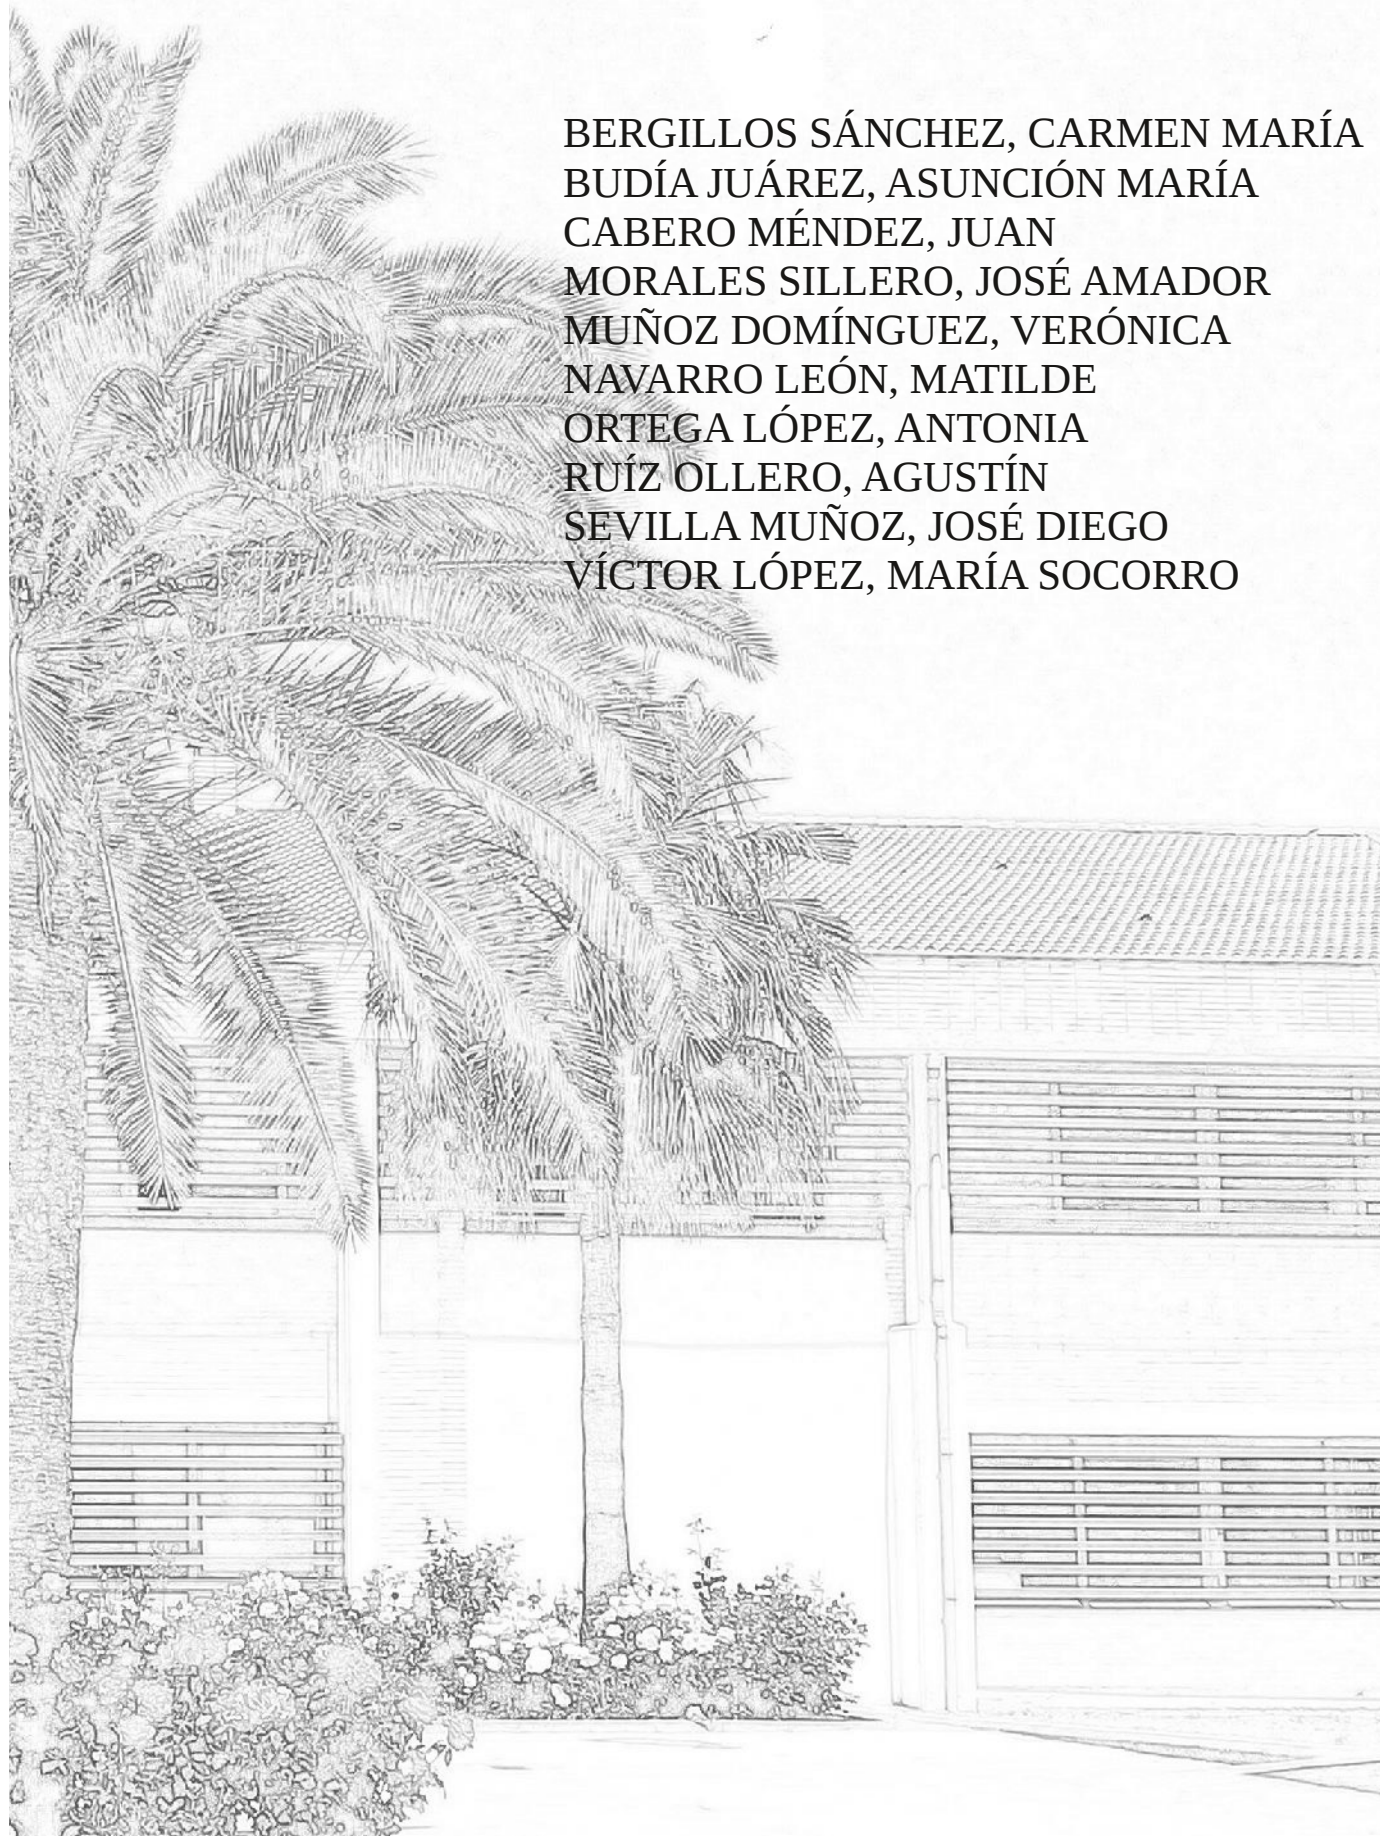 BERGILLOS SÁNCHEZ, CARMEN MARÍA
BUDÍA JUÁREZ, ASUNCIÓN MARÍA
CABERO MÉNDEZ, JUAN
MORALES SILLERO, JOSÉ AMADOR
MUÑOZ DOMÍNGUEZ, VERÓNICA
NAVARRO LEÓN, MATILDE
ORTEGA LÓPEZ, ANTONIA
RUÍZ OLLERO, AGUSTÍN
SEVILLA MUÑOZ, JOSÉ DIEGO
VÍCTOR LÓPEZ, MARÍA SOCORRO